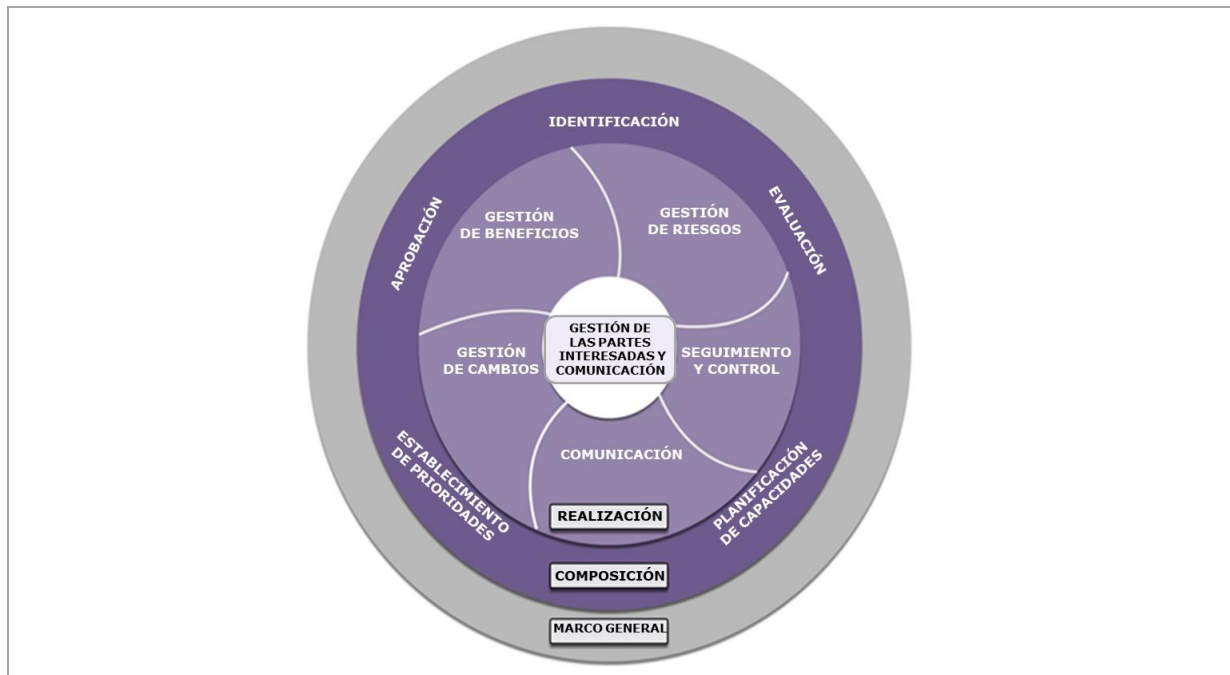 IDENTIFICACIÓN
EVALUACIÓN
APROBACIÓN
GESTIÓN
DE BENEFICIOS
GESTIÓN
DE RIESGOS
GESTIÓN DE
LAS PARTES
INTERESADAS Y
COMUNICACIÓN
GESTIÓN
DE CAMBIOS
SEGUIMIENTO
Y CONTROL
COMUNICACIÓN
ESTABLECIMIENTO
DE PRIORIDADES
PLANIFICACIÓN
DE CAPACIDADES
REALIZACIÓN
COMPOSICIÓN
MARCO GENERAL